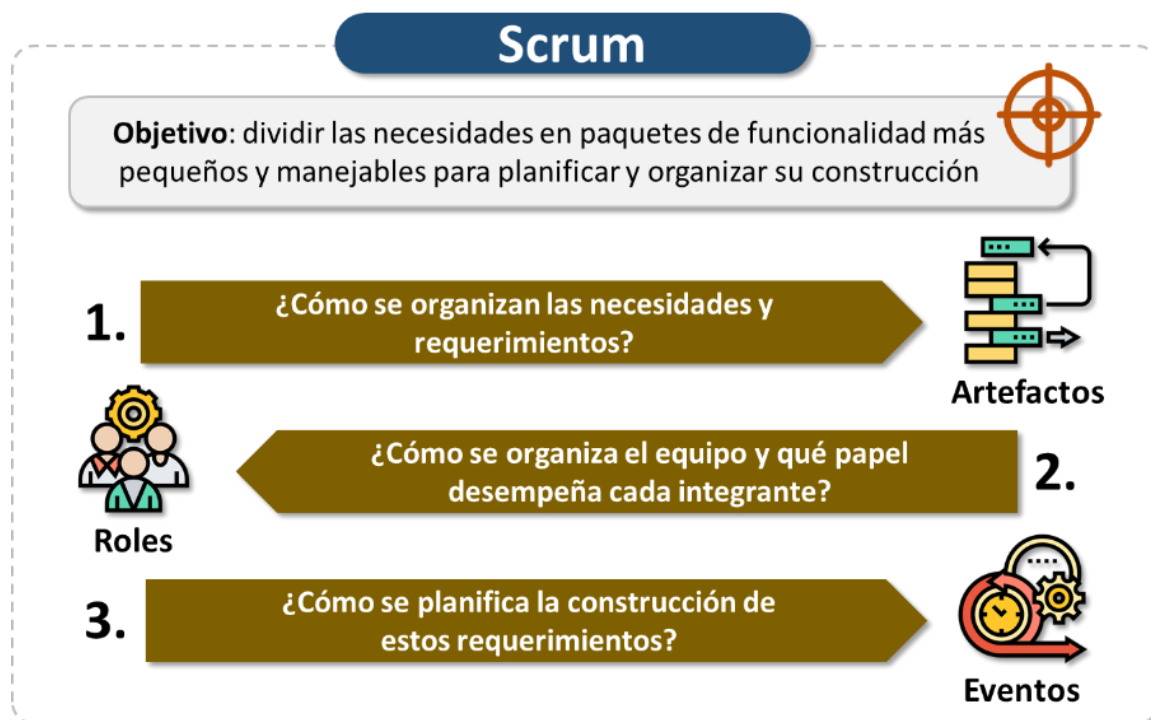 Scrum
Objetivo: dividir las necesidades en paquetes de funcionalidad más
pequeños y manejables para planificar y organizar su construcción
1.
¿Cómo se organizan las necesidades y
requerimientos?
Artefactos
¿Cómo se organiza el equipo y qué papel
desempeña cada integrante?
2.
Roles
3.
¿Cómo se planifica la construcción de
estos requerimientos?
Eventos